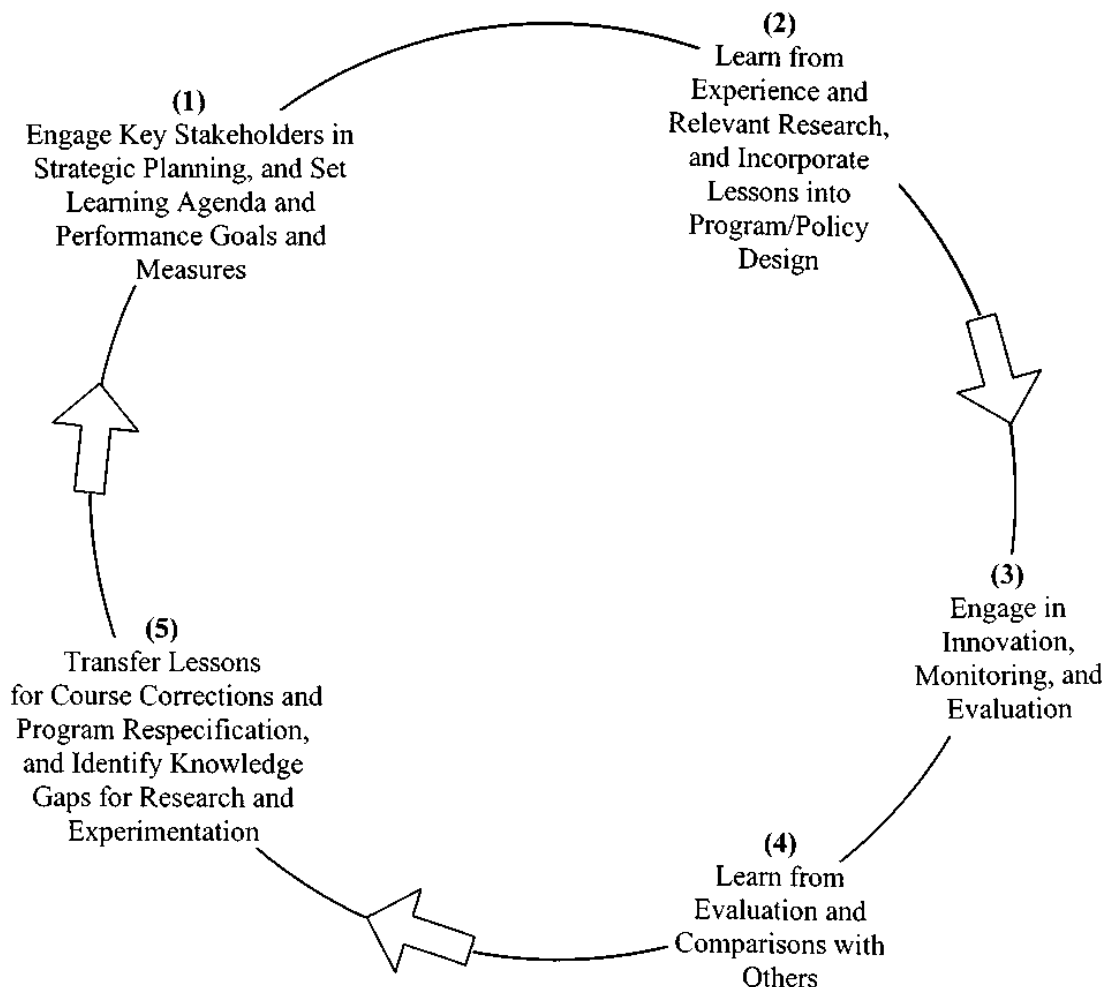 (1)
Engage Key Stakeholders in
Strategic Planning, and Set
Learning Agenda and
Performance Goals and
Measures
(2)
Learn from
Experience and
Relevant Research,
and Incorporate
Lessons into
Program/Policy
Design
(3)
Engage in
Innovation,
Monitoring, and
Evaluation
(4)
Learn from
Evaluation and
Comparisons with
Others
(5)
Transfer Lessons
for Course Corrections and
Program Respecification,
and Identify Knowledge
Gaps for Research and
Experimentation